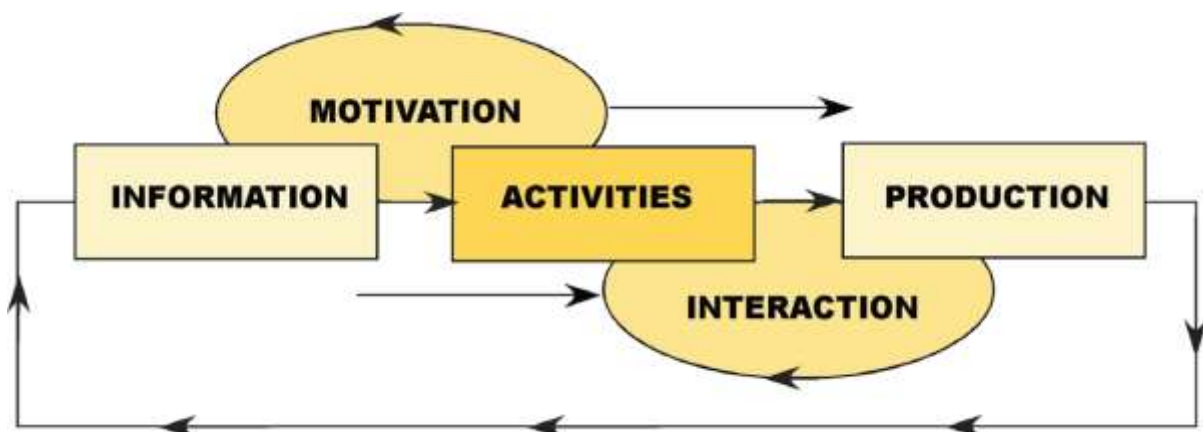 MOTIVATION
INFORMATION
ACTIVITIES
PRODUCTION
INTERACTION